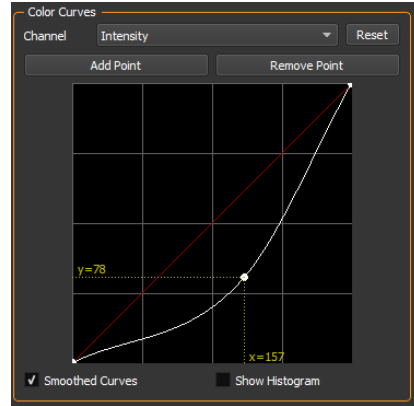 Color Curves
Channel Intensity Reset
Add Point Remove Point
y=78
x=157
Smoothed Curves Show Histogram